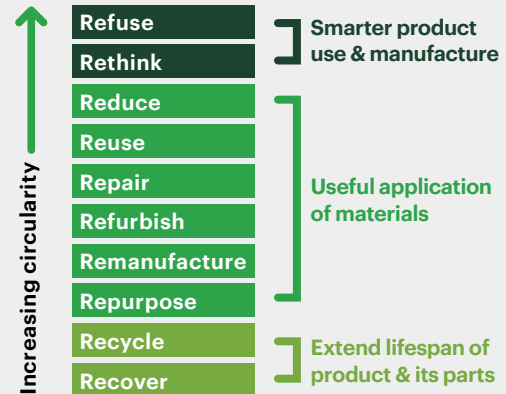 Refuse
Rethink
Reduce
Reuse
Repair
Refurbish
Remanufacture
Repurpose
Recycle
Recover
Smarter product
use & manufacture
Useful application
of materials
Extend lifespan of
product & its parts
Increasing circularity